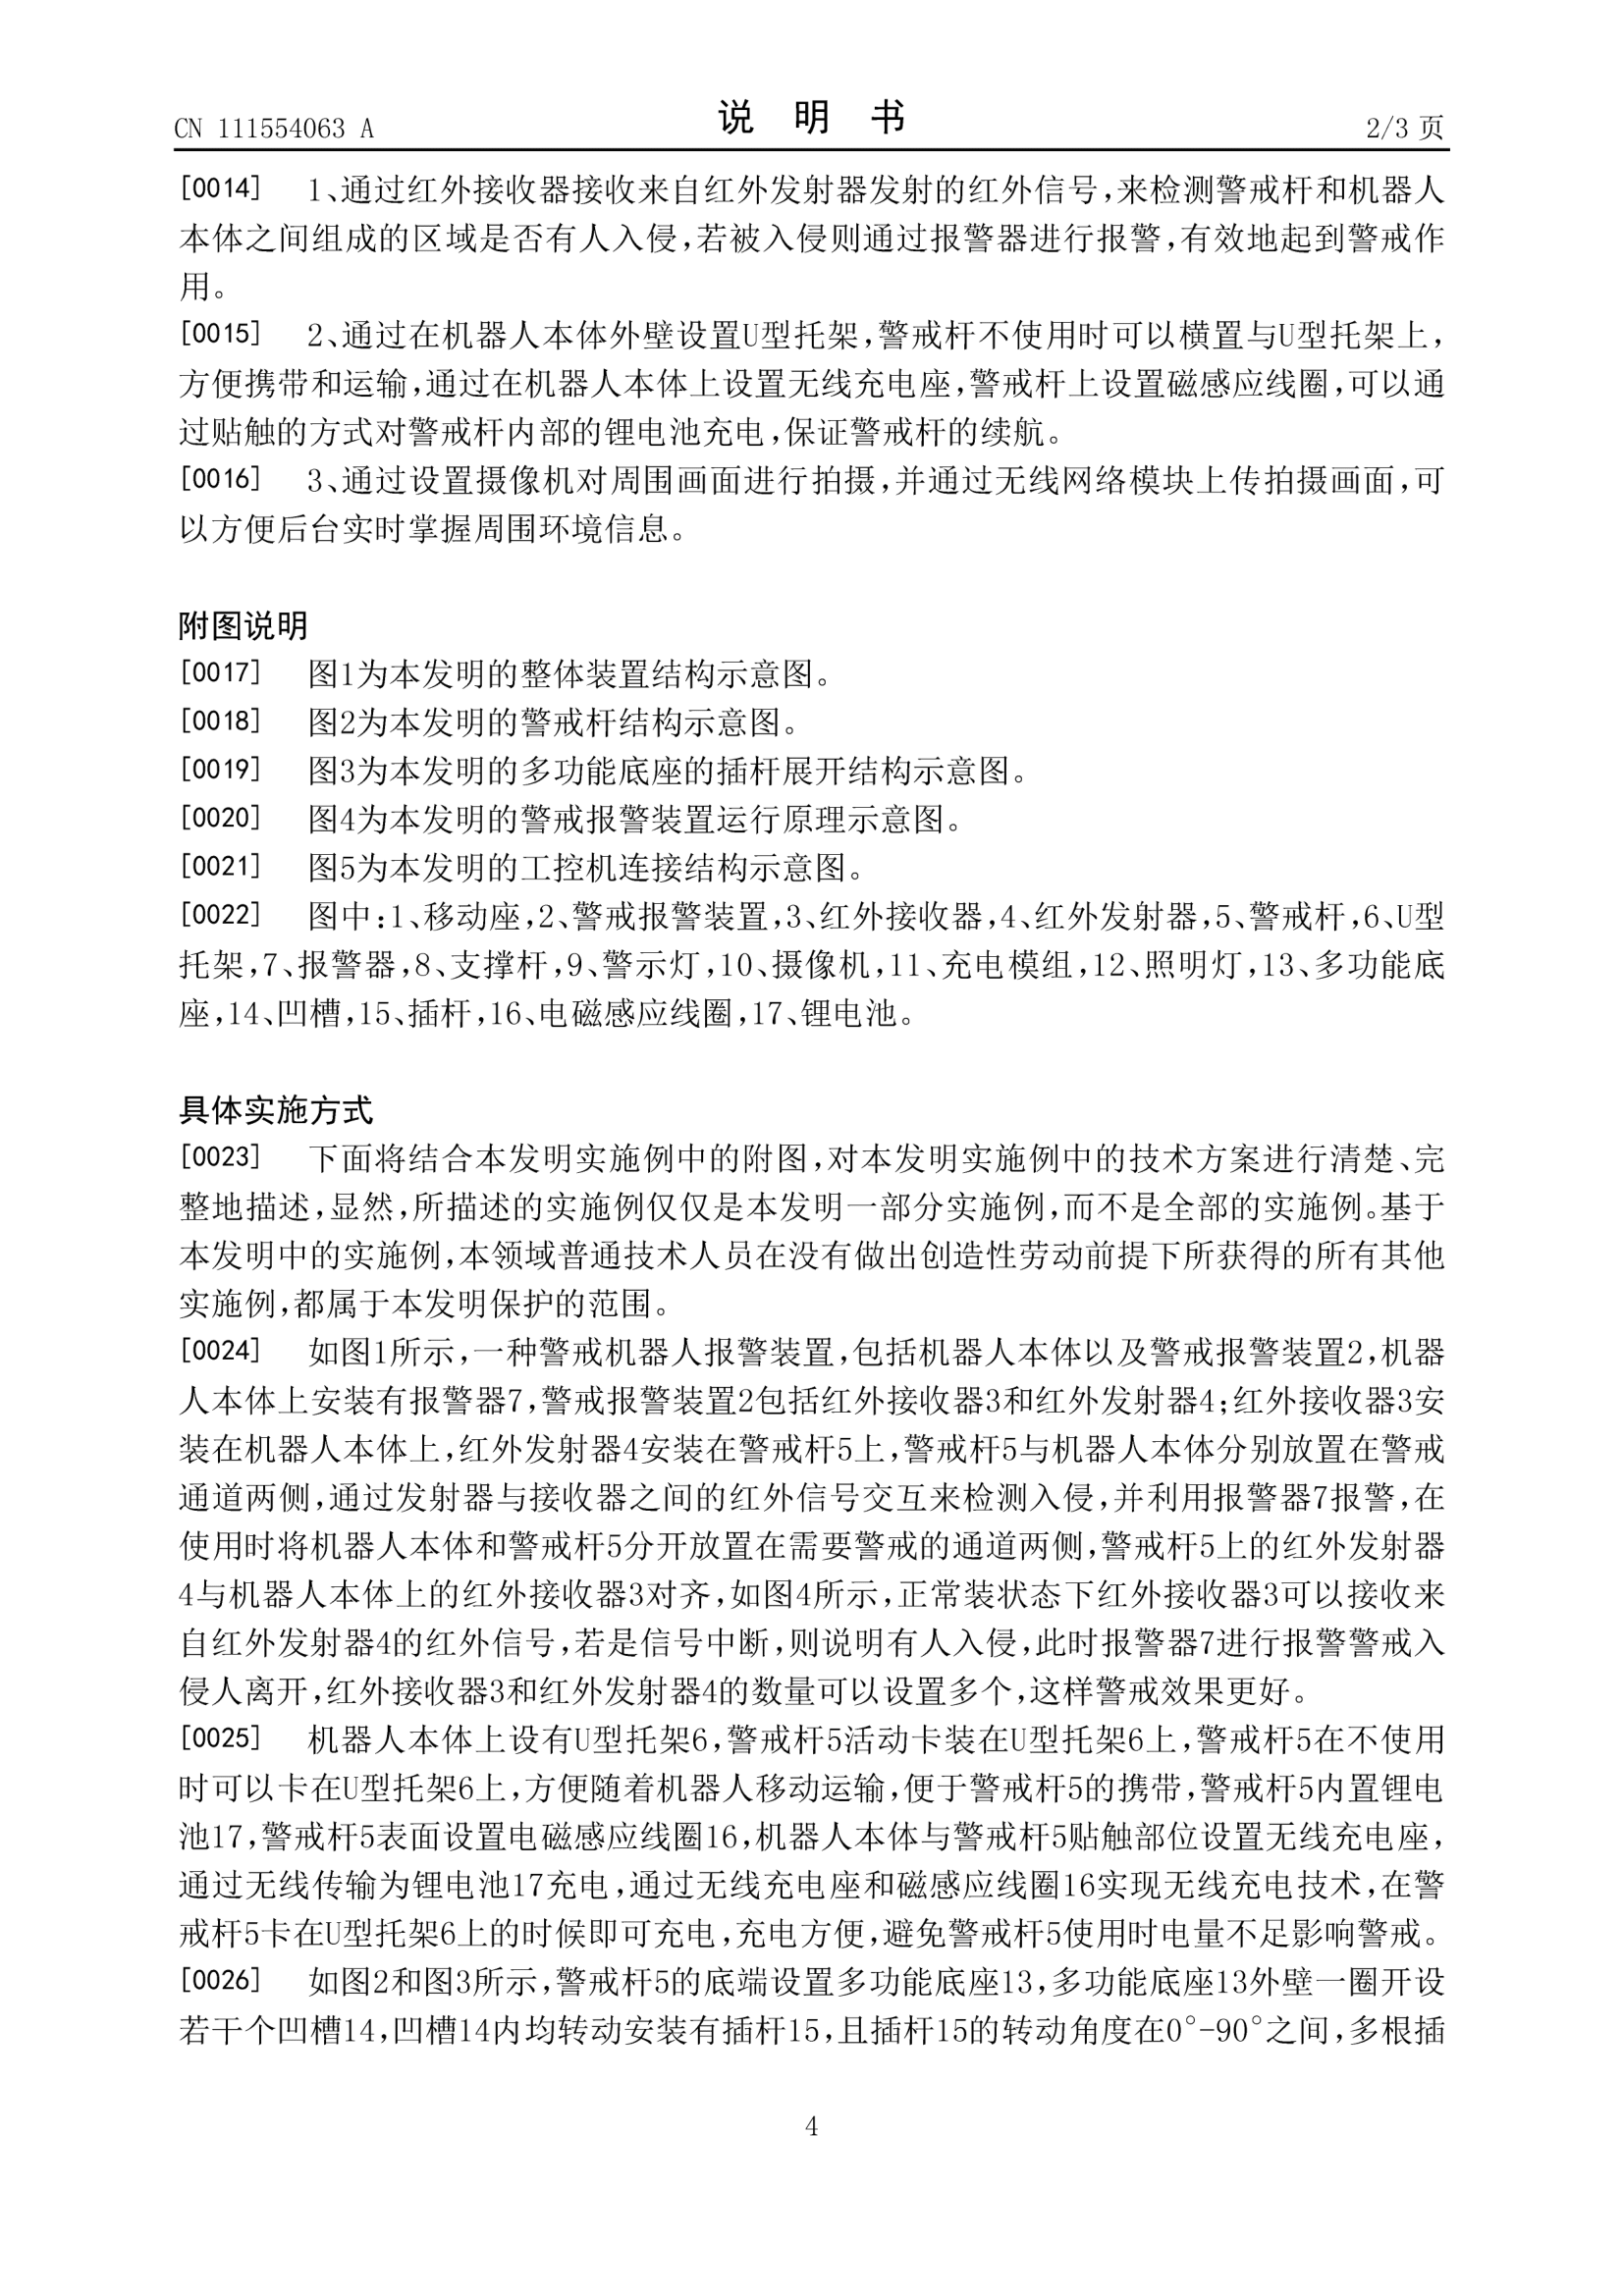 CN 111554063 A
说 明 书
2/3 页
[0014] 1、通过红外接收器接收来自红外发射器发射的红外信号,来检测警戒杆和机器人
本体之间组成的区域是否有人入侵,若被入侵则通过报警器进行报警,有效地起到警戒作
用。
[0015] 2、通过在机器人本体外壁设置U型托架,警戒杆不使用时可以横置与U型托架上,
方便携带和运输,通过在机器人本体上设置无线充电座,警戒杆上设置磁感应线圈,可以通
过贴触的方式对警戒杆内部的锂电池充电,保证警戒杆的续航。
[0016] 3、通过设置摄像机对周围画面进行拍摄,并通过无线网络模块上传拍摄画面,可
以方便后台实时掌握周围环境信息。
附图说明
[0017] 图1为本发明的整体装置结构示意图。
[0018] 图2为本发明的警戒杆结构示意图。
[0019] 图3为本发明的多功能底座的插杆展开结构示意图。
[0020] 图4为本发明的警戒报警装置运行原理示意图。
[0021] 图5为本发明的工控机连接结构示意图。
[0022] 图中:1、移动座,2、警戒报警装置,3、红外接收器,4、红外发射器,5、警戒杆,6、U型
托架,7、报警器,8、支撑杆,9、警示灯,10、摄像机,11、充电模组,12、照明灯,13、多功能底
座,14、凹槽,15、插杆,16、电磁感应线圈,17、锂电池。
具体实施方式
[0023] 下面将结合本发明实施例中的附图,对本发明实施例中的技术方案进行清楚、完
整地描述,显然,所描述的实施例仅仅是本发明一部分实施例,而不是全部的实施例。基于
本发明中的实施例,本领域普通技术人员在没有做出创造性劳动前提下所获得的所有其他
实施例,都属于本发明保护的范围。
[0024] 如图1所示,一种警戒机器人报警装置,包括机器人本体以及警戒报警装置2,机器
人本体上安装有报警器7,警戒报警装置2包括红外接收器3和红外发射器4;红外接收器3安
装在机器人本体上,红外发射器4安装在警戒杆5上,警戒杆5与机器人本体分别放置在警戒
通道两侧,通过发射器与接收器之间的红外信号交互来检测入侵,并利用报警器7报警,在
使用时将机器人本体和警戒杆5分开放置在需要警戒的通道两侧,警戒杆5上的红外发射器
4与机器人本体上的红外接收器3对齐,如图4所示,正常装状态下红外接收器3可以接收来
自红外发射器4的红外信号,若是信号中断,则说明有人入侵,此时报警器7进行报警警戒入
侵人离开,红外接收器3和红外发射器4的数量可以设置多个,这样警戒效果更好。
[0025] 机器人本体上设有U型托架6,警戒杆5活动卡装在U型托架6上,警戒杆5在不使用
时可以卡在U型托架6上,方便随着机器人移动运输,便于警戒杆5的携带,警戒杆5内置锂电
池17,警戒杆5表面设置电磁感应线圈16,机器人本体与警戒杆5贴触部位设置无线充电座,
通过无线传输为锂电池17充电,通过无线充电座和磁感应线圈16实现无线充电技术,在警
戒杆5卡在U型托架6上的时候即可充电,充电方便,避免警戒杆5使用时电量不足影响警戒。
[0026] 如图2和图3所示,警戒杆5的底端设置多功能底座13,多功能底座13外壁一圈开设
若干个凹槽14,凹槽14内均转动安装有插杆15,且插杆15的转动角度在0°-90°之间,多根插
4